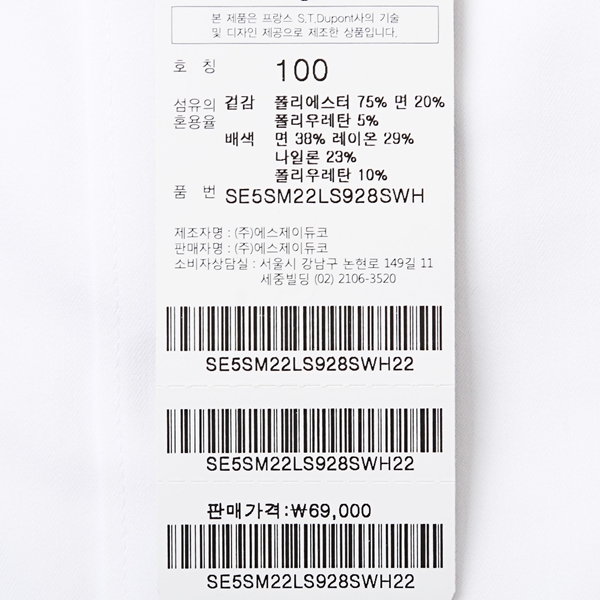 본 제품은 프랑스 S.T.Dupont사의 기술
및 디자인 제공으로 제조한 상품입니다.
호 칭 100
섬유의 혼용율 겉감 폴리에스터 75% 면 20%
폴리우레탄 5%
배색 면 38% 레이온 29%
나일론 23%
폴리우레탄 10%
품 번 SE5SM22LS928SWH
제조자명 : (주)에스제이듀코
판매자명 : (주)에스제이듀코
소비자상담실 : 서울시 강남구 논현로 149길 11
세중빌딩 (02) 2106-3520
SE5SM22LS928SWH22
SE5SM22LS928SWH22
판매가격:₩69,000
SE5SM22LS928SWH22